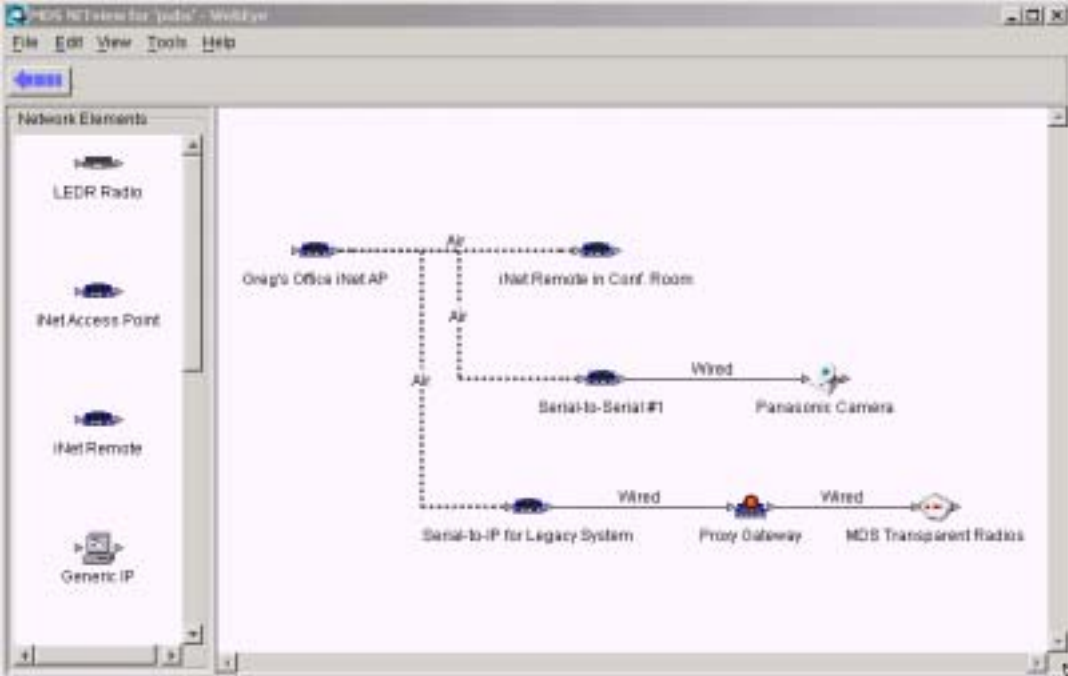 MDS NETview for 'pubs' - WebEye
File Edit View Tools Help
Network Elements
LEDR Radio
iNet Access Point
iNet Remote
Generic IP
Air
Greg's Office iNet AP
iNet Remote in Conf. Room
Air
Air
Wired
Serial-to-Serial #1
Panasonic Camera
Wired
Wired
Serial-to-IP for Legacy System
Proxy Gateway
MDS Transparent Radios